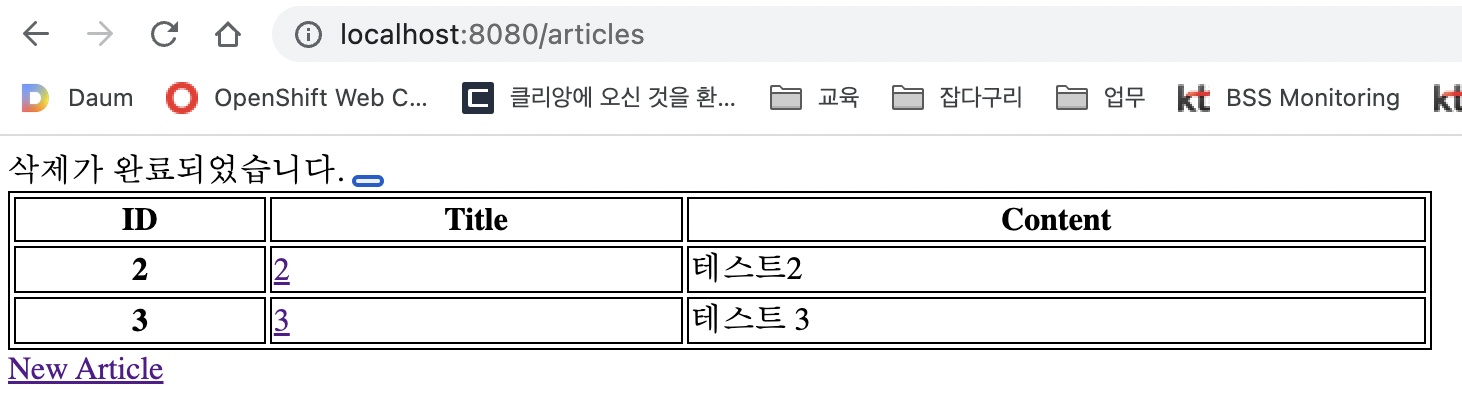 localhost:8080/articles
Daum OpenShift Web C... 클리앙에 오신 것을 환... 교육 잡다구리 업무 kt BSS Monitoring kt
삭제가 완료되었습니다.
ID Title Content
2 2 테스트2
3 3 테스트 3
New Article